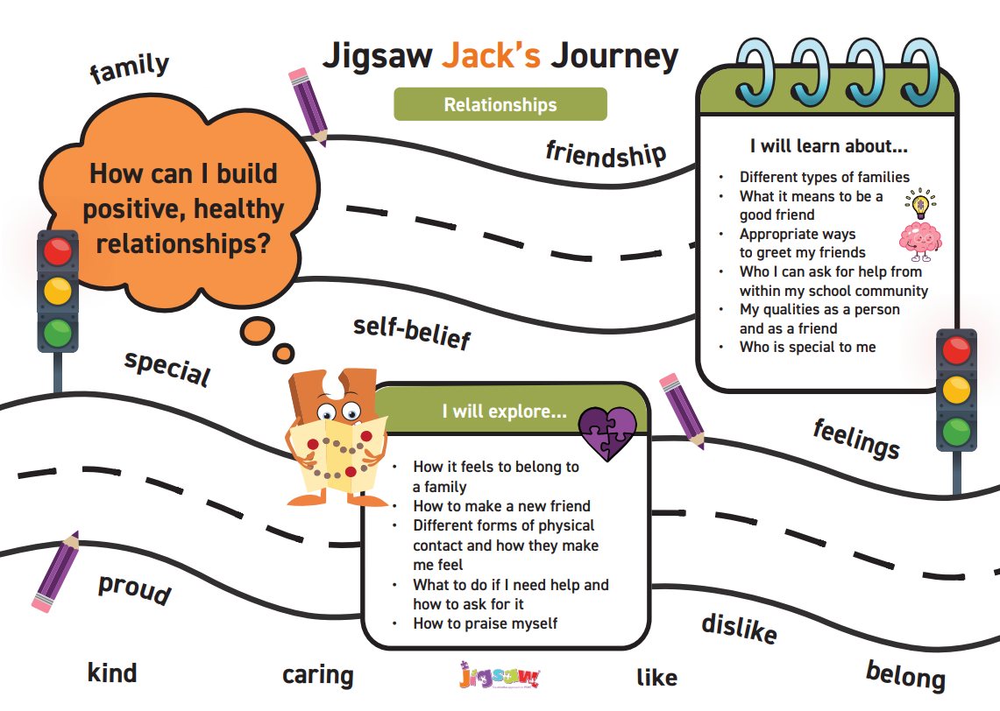 Jigsaw Jack's Journey
Relationships
family
How can I build
positive, healthy
relationships?
friendship
I will learn about...
• Different types of families
• What it means to be a
good friend
• Appropriate ways
to greet my friends
• Who I can ask for help from
within my school community
• My qualities as a person
and as a friend
• Who is special to me
self-belief
special
I will explore...
• How it feels to belong to
a family
• How to make a new friend
• Different forms of physical
contact and how they make
me feel
• What to do if I need help and
how to ask for it
• How to praise myself
feelings
proud
dislike
kind
caring
jigsaw
like
belong